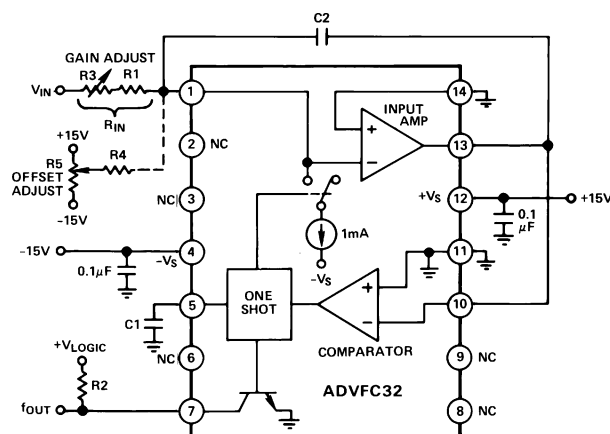 C2
GAIN ADJUST
R3 R1
VIN
RIN
1
14
INPUT
AMP
+
−
13
+15V
R5
OFFSET
ADJUST
R4
−15V
2 NC
NC 3
+VS 12
+15V
0.1
µF
1mA
−VS
−15V
−VS
4
0.1µF
11
5
C1
ONE
SHOT
+
−
10
COMPARATOR
NC 6
9 NC
+VLOGIC
R2
ADVFC32
fOUT
7
8 NC